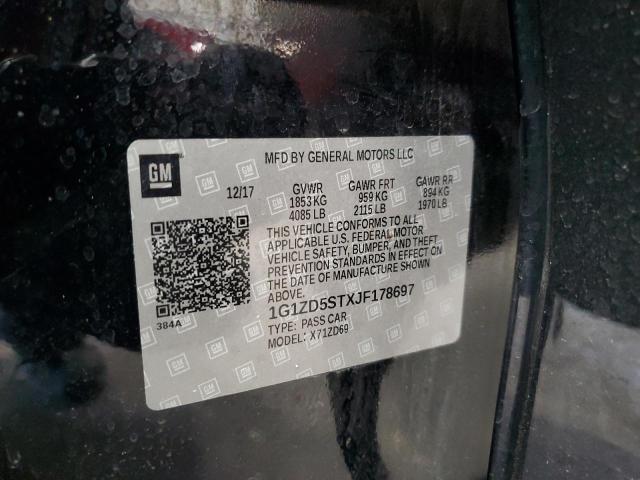 GM
MFD BY GENERAL MOTORS LLC
12/17 GVWR GAWR FRT GAWR RR
1853 KG 959 KG 894 KG
4085 LB 2115 LB 1970 LB
THIS VEHICLE CONFORMS TO ALL
APPLICABLE U.S. FEDERAL MOTOR
VEHICLE SAFETY, BUMPER, AND THEFT
PREVENTION STANDARDS IN EFFECT ON
THE DATE OF MANUFACTURE SHOWN
ABOVE.
384A
1G1ZD5STXJF178697
TYPE: PASS CAR
MODEL: X71ZD69